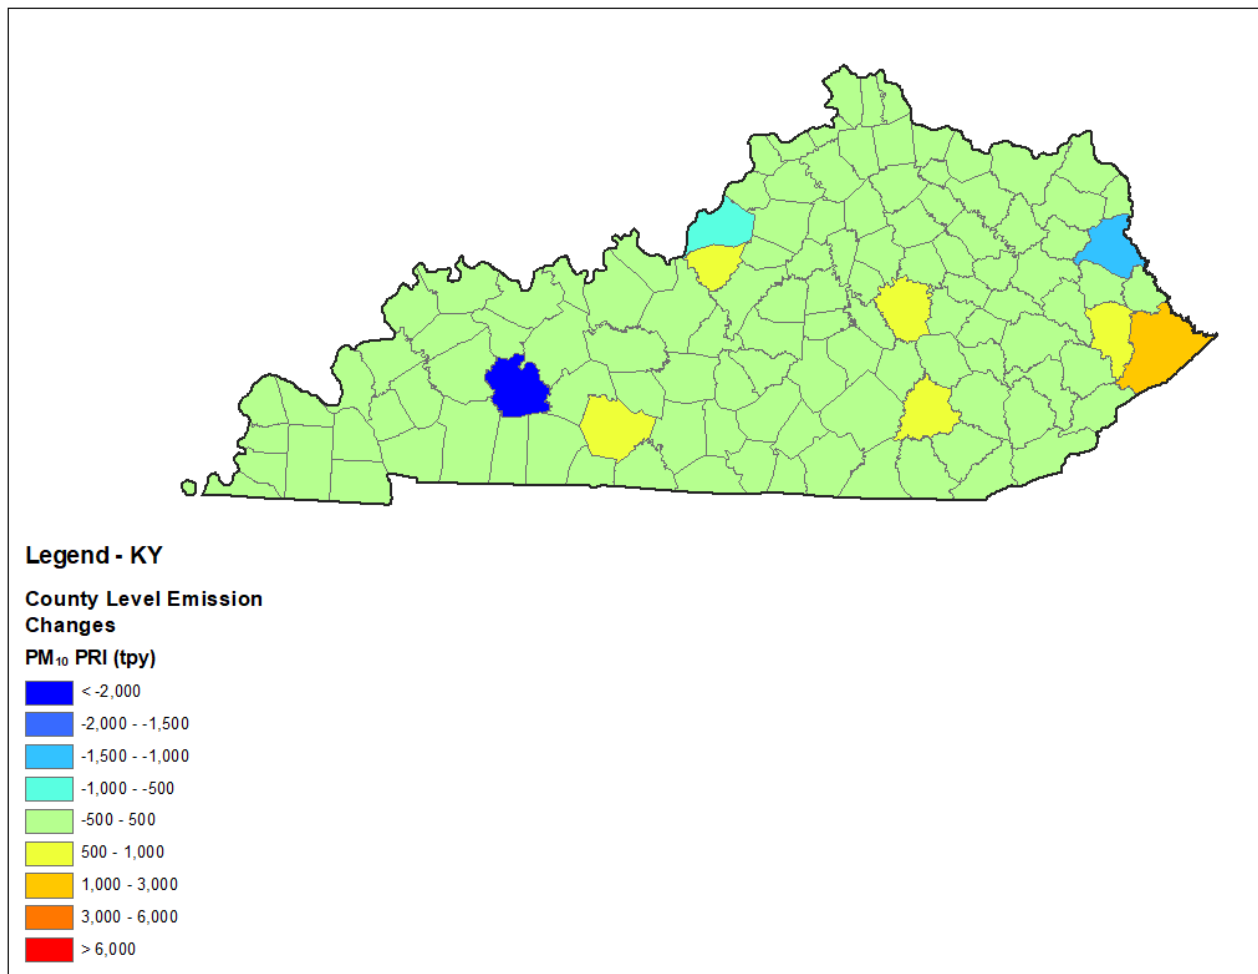 Legend - KY
County Level Emission
Changes
PM₁₀ PRI (tpy)
< -2,000
-2,000 - -1,500
-1,500 - -1,000
-1,000 - -500
-500 - 500
500 - 1,000
1,000 - 3,000
3,000 - 6,000
> 6,000